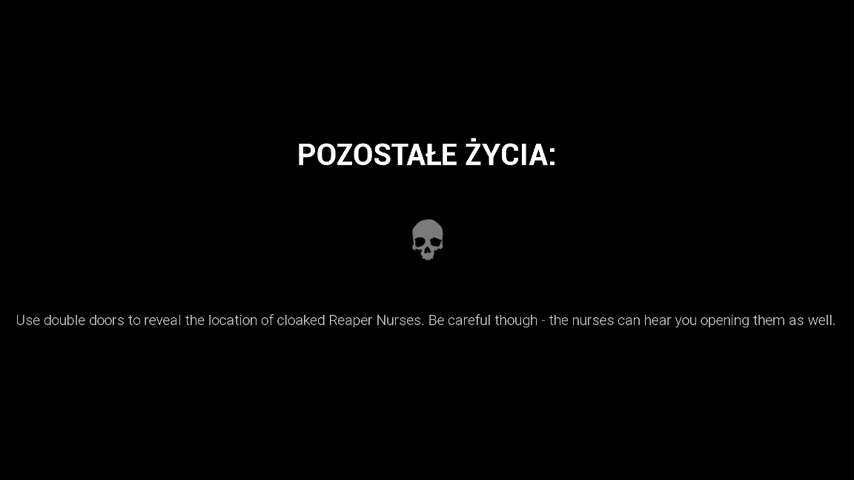 POZOSTAŁE ŻYCIA:
Use double doors to reveal the location of cloaked Reaper Nurses. Be careful though - the nurses can hear you opening them as well.